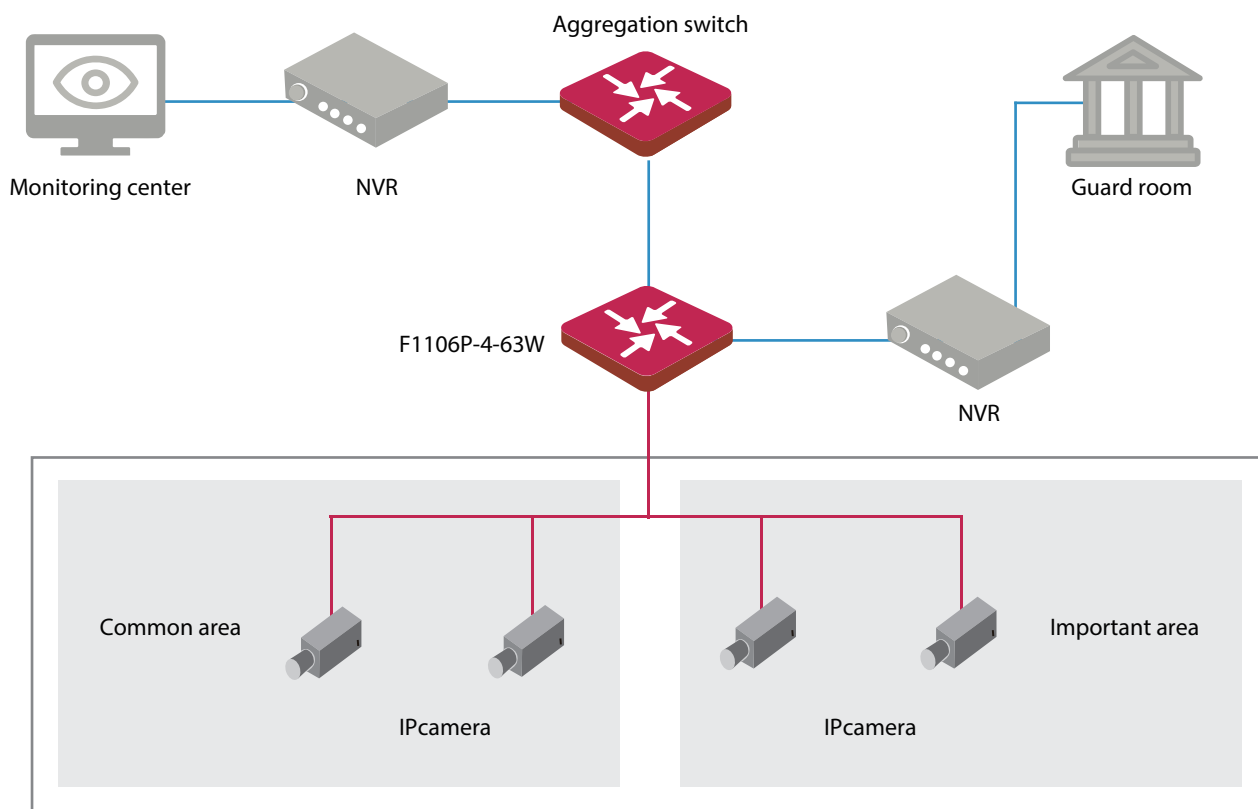 Aggregation switch
Monitoring center
NVR
Guard room
F1106P-4-63W
NVR
Common area
Important area
IPcamera
IPcamera